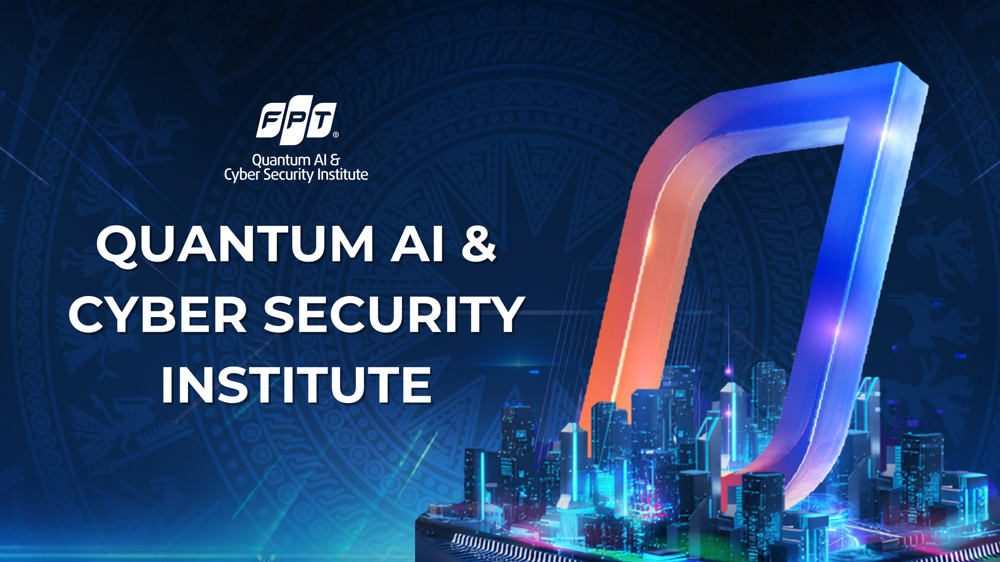 FPT®
Quantum AI &
Cyber Security Institute
QUANTUM AI &
CYBER SECURITY
INSTITUTE